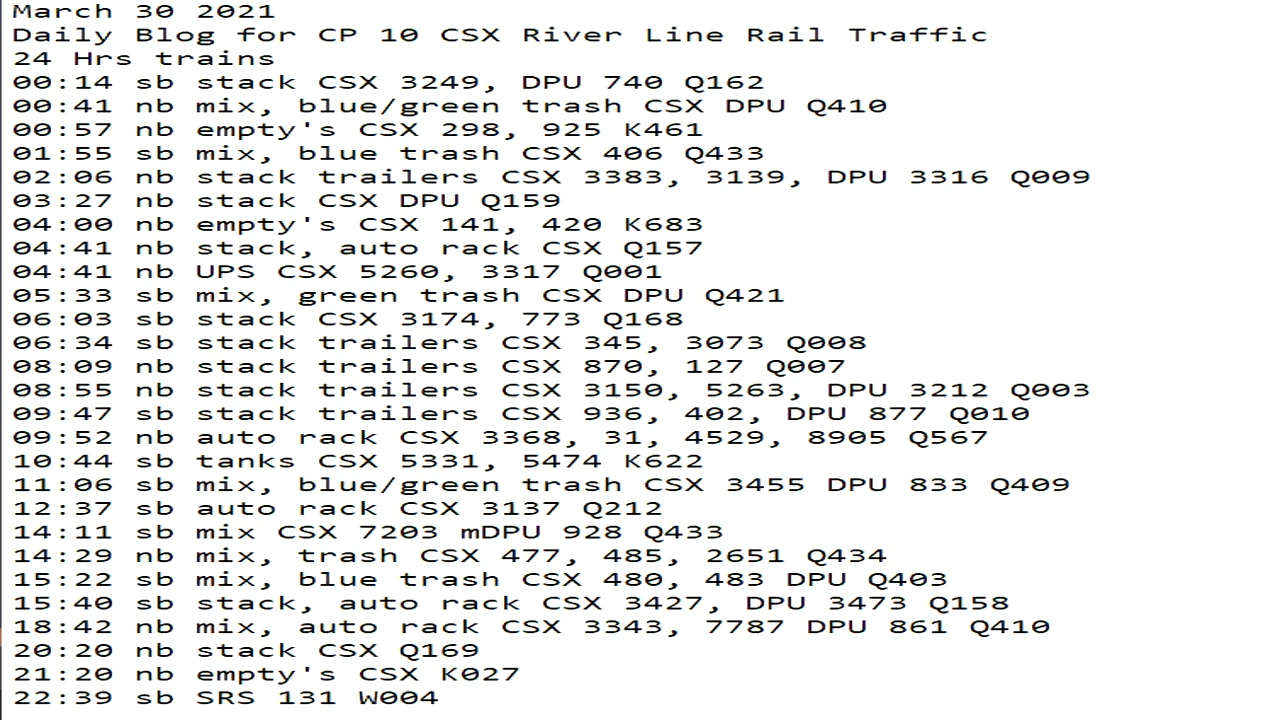 March 30 2021
Daily Blog for CP 10 CSX River Line Rail Traffic
24 Hrs trains
00:14 sb stack CSX 3249, DPU 740 Q162
00:41 nb mix, blue/green trash CSX DPU Q410
00:57 nb empty's CSX 298, 925 K461
01:55 sb mix, blue trash CSX 406 Q433
02:06 nb stack trailers CSX 3383, 3139, DPU 3316 Q009
03:27 nb stack CSX DPU Q159
04:00 nb empty's CSX 141, 420 K683
04:41 nb stack, auto rack CSX Q157
04:41 nb UPS CSX 5260, 3317 Q001
05:33 sb mix, green trash CSX DPU Q421
06:03 sb stack CSX 3174, 773 Q168
06:34 sb stack trailers CSX 345, 3073 Q008
08:09 nb stack trailers CSX 870, 127 Q007
08:55 nb stack trailers CSX 3150, 5263, DPU 3212 Q003
09:47 sb stack trailers CSX 936, 402, DPU 877 Q010
09:52 nb auto rack CSX 3368, 31, 4529, 8905 Q567
10:44 sb tanks CSX 5331, 5474 K622
11:06 sb mix, blue/green trash CSX 3455 DPU 833 Q409
12:37 sb auto rack CSX 3137 Q212
14:11 sb mix CSX 7203 mDPU 928 Q433
14:29 nb mix, trash CSX 477, 485, 2651 Q434
15:22 sb mix, blue trash CSX 480, 483 DPU Q403
15:40 sb stack, auto rack CSX 3427, DPU 3473 Q158
18:42 nb mix, auto rack CSX 3343, 7787 DPU 861 Q410
20:20 nb stack CSX Q169
21:20 nb empty's CSX K027
22:39 sb SRS 131 W004